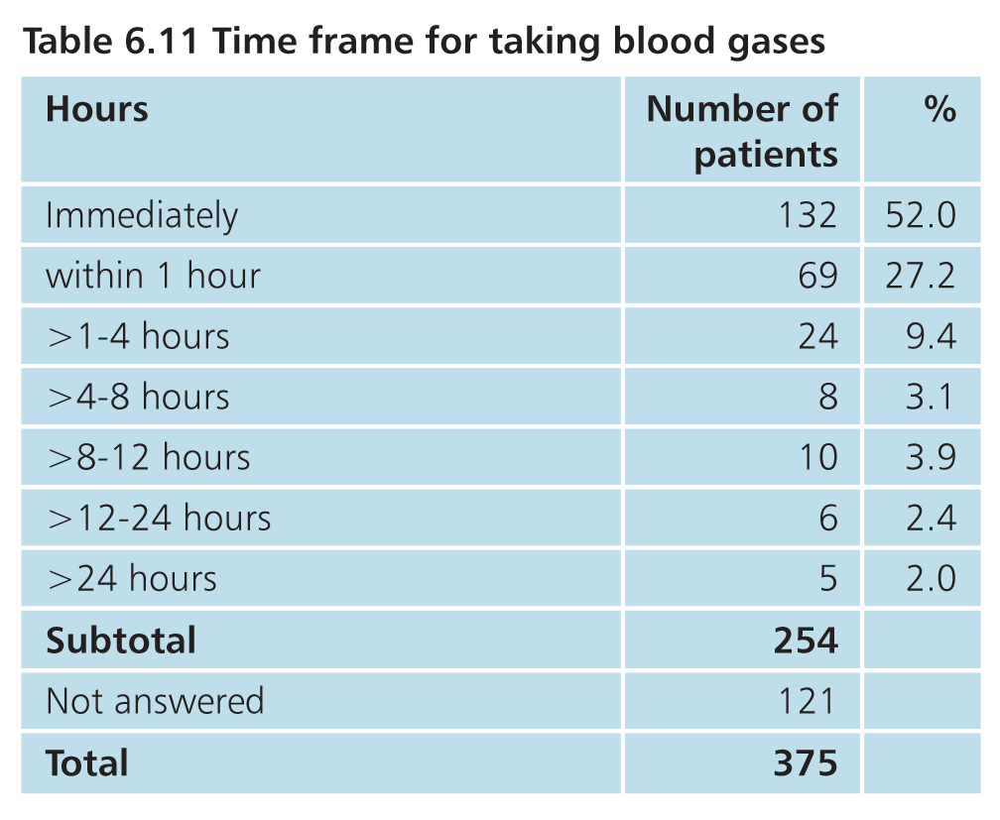 Table 6.11 Time frame for taking blood gases
Hours Number of patients %
Immediately 132 52.0
within 1 hour 69 27.2
>1-4 hours 24 9.4
>4-8 hours 8 3.1
>8-12 hours 10 3.9
>12-24 hours 6 2.4
>24 hours 5 2.0
Subtotal 254
Not answered 121
Total 375